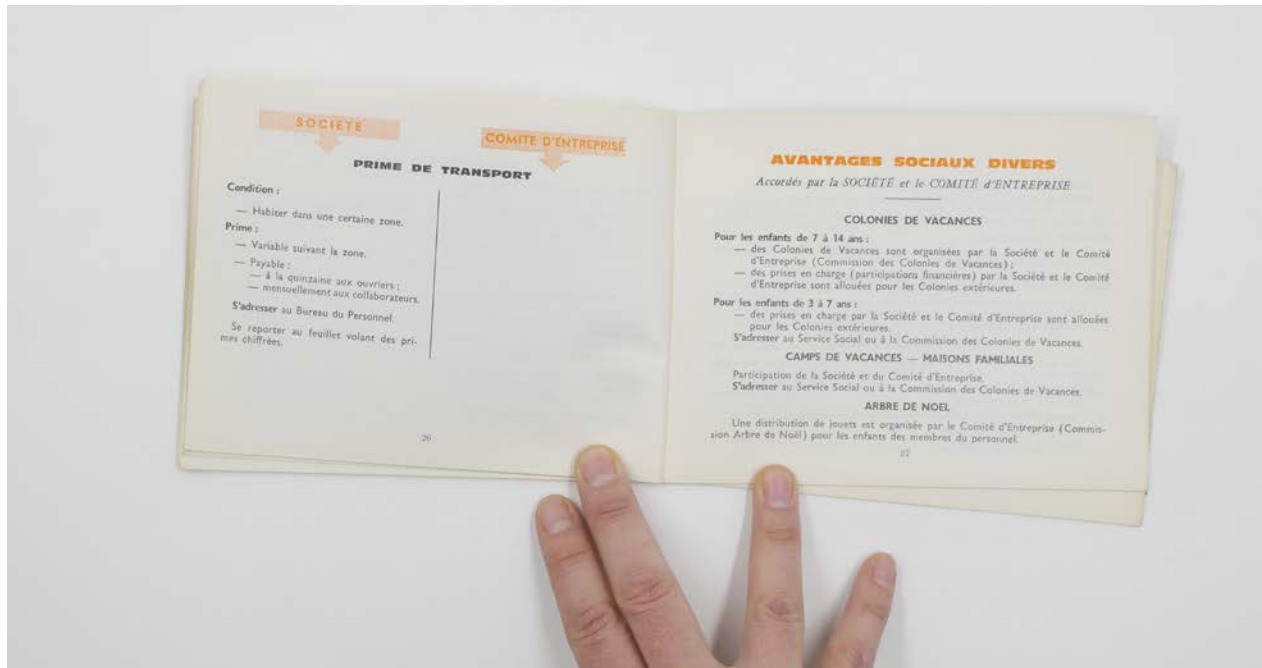 SOCIÉTÉ
COMITÉ D'ENTREPRISE
PRIME DE TRANSPORT
Condition :
— Habiter dans une certaine zone.
Prime :
— Variable suivant la zone.
— Payable :
— à la quinzaine aux ouvriers ;
— mensuellement aux collaborateurs.
S'adresser au Bureau du Personnel.
Se reporter au feuillet volant des pri-
mes chiffrées.
26
AVANTAGES SOCIAUX DIVERS
Accordés par la SOCIÉTÉ et le COMITÉ d'ENTREPRISE
COLONIES DE VACANCES
Pour les enfants de 7 à 14 ans :
— des Colonies de Vacances sont organisées par la Société et le Comité
d'Entreprise (Commission des Colonies de Vacances) ;
— des prises en charge (participations financières) par la Société et le Comité
d'Entreprise sont allouées pour les Colonies extérieures.
Pour les enfants de 3 à 7 ans :
— des prises en charge par la Société et le Comité d'Entreprise sont allouées
pour les Colonies extérieures.
S'adresser au Service Social ou à la Commission des Colonies de Vacances.
CAMPS DE VACANCES — MAISONS FAMILIALES
Participation de la Société et du Comité d'Entreprise.
S'adresser au Service Social ou à la Commission des Colonies de Vacances.
ARBRE DE NOEL
Une distribution de jouets est organisée par le Comité d'Entreprise (Commis-
sion Arbre de Noël) pour les enfants des membres du personnel.
27